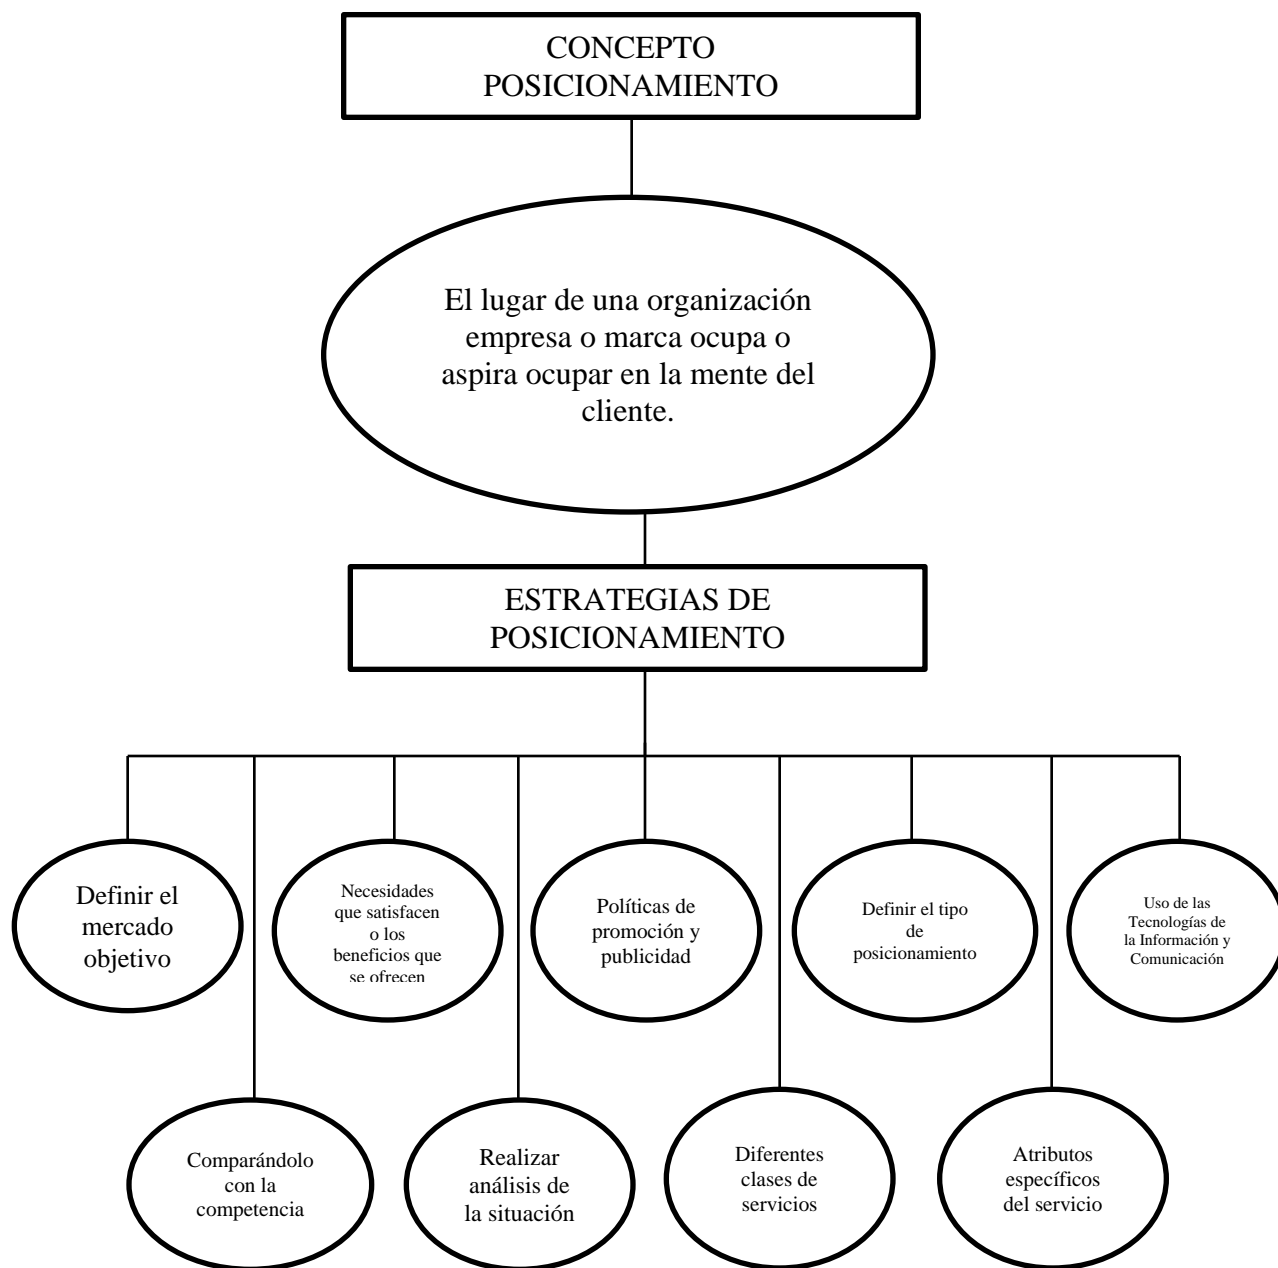 CONCEPTO
POSICIONAMIENTO
El lugar de una organización
empresa o marca ocupa o
aspira ocupar en la mente del
cliente.
ESTRATEGIAS DE
POSICIONAMIENTO
Definir el
mercado
objetivo
Necesidades
que satisfacen
o los
beneficios que
se ofrecen
Políticas de
promoción y
publicidad
Definir el tipo
de
posicionamiento
Uso de las
Tecnologías de
la Información y
Comunicación
Comparándolo
con la
competencia
Realizar
análisis de
la situación
Diferentes
clases de
servicios
Atributos
específicos
del servicio